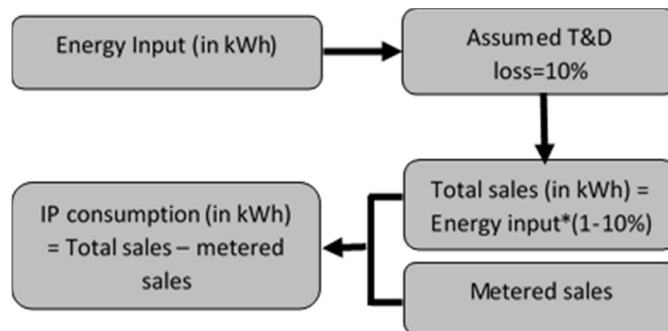 Energy Input (in kWh)
Assumed T&D
loss=10%
Total sales (in kWh) =
Energy input*(1-10%)
IP consumption (in kWh)
= Total sales – metered
sales
Metered sales